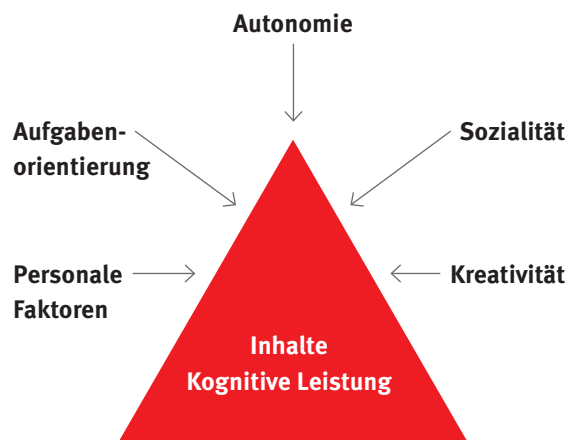 Autonomie
Aufgaben-
orientierung
Sozialität
Personale
Faktoren
Kreativität
Inhalte
Kognitive Leistung